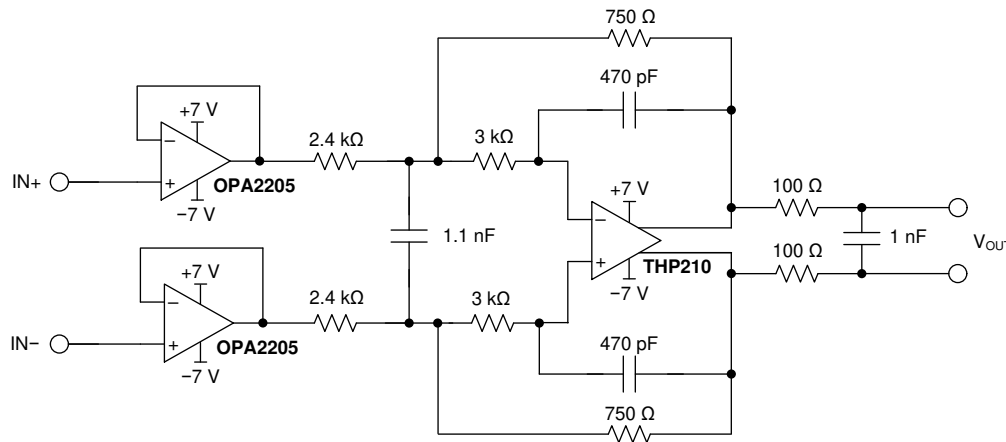 750 Ω
470 pF
+7 V
2.4 kΩ
3 kΩ
−
IN+
+
OPA2205
−7 V
+7 V
100 Ω
−
1.1 nF
1 nF
VOUT
+
THP210
−7 V
100 Ω
+7 V
2.4 kΩ
3 kΩ
−
IN−
+
OPA2205
−7 V
470 pF
750 Ω